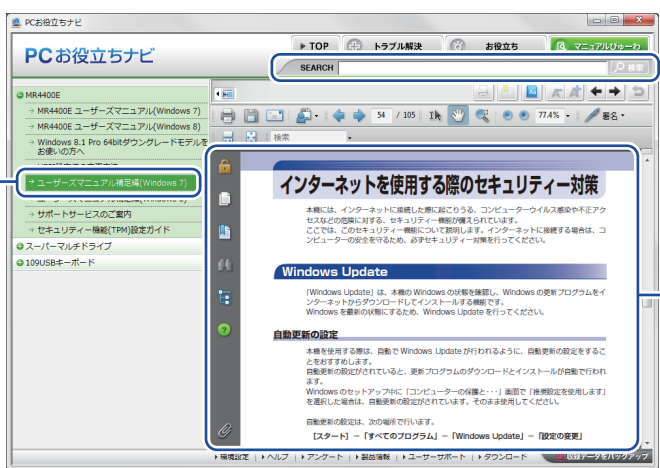 PCお役立ちナビ
PCお役立ちナビ
TOP
トラブル解決
お役立ち
マニュアルびゅーわ
SEARCH
検索
MR4400E
MR4400E ユーザーズマニュアル(Windows 7)
MR4400E ユーザーズマニュアル(Windows 8)
Windows 8.1 Pro 64bitダウングレードモデルを
お使いの方へ
ユーザーズマニュアル補足編(Windows 7)
サポートサービスのご案内
セキュリティー機能(TPM)設定ガイド
スーパーマルチドライブ
109USBキーボード
54 / 105
77.4%
署名
検索
インターネットを使用する際のセキュリティー対策
本機には、インターネットに接続した際に起こりうる、コンピューターウイルス感染や不正アク
セスなどの危険に対する、セキュリティー機能が備えられています。
ここでは、このセキュリティー機能について説明します。インターネットに接続する場合は、コ
ンピューターの安全を守るため、必ずセキュリティー対策を行ってください。
Windows Update
「Windows Update」は、本機の Windows の状態を確認し、Windows の更新プログラムをイ
ンターネットからダウンロードしてインストールする機能です。
Windows を最新の状態にするため、Windows Update を行ってください。
自動更新の設定
本機を使用する際は、自動で Windows Update が行われるように、自動更新の設定をするこ
とをおすすめします。
自動更新の設定がされていると、更新プログラムのダウンロードとインストールが自動で行われ
ます。
Windows のセットアップ中に「コンピューターの保護と・・・」画面で「推奨設定を使用します」
を選択した場合は、自動更新の設定がされています。そのまま使用してください。
自動更新の設定は、次の場所で行います。
[スタート] －「すべてのプログラム」－「Windows Update」－「設定の変更」
環境設定
ヘルプ
アンケート
製品情報
ユーザーサポート
ダウンロード
収録データをバックアップ